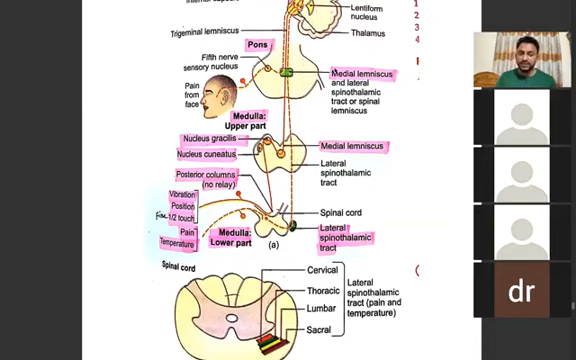 Lentiform
nucleus
Trigeminal lemniscus
Thalamus
Pons
Fifth nerve
sensory nucleus
Medial lemniscus
and lateral
spinothalamic
tract or spinal
lemniscus
Pain
from
face
Medulla:
Upper part
Nucleus gracilis
Medial lemniscus
Nucleus cuneatus
Lateral
spinothalamic
tract
Posterior columns
(no relay)
Vibration
Position
Fine 1/2 touch
Spinal cord
Pain
Temperature
Medulla:
Lower part
Lateral
spinothalamic
tract
(a)
Spinal cord
Cervical
Thoracic
Lumbar
Sacral
Lateral
spinothalamic
tract (pain and
temperature)
1
2
3
4
dr